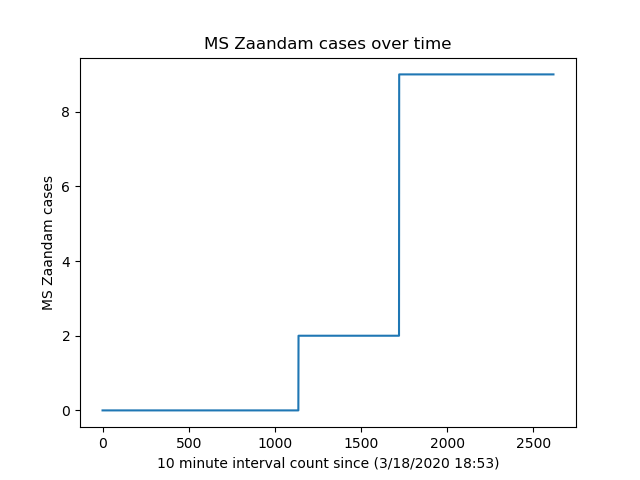 MS Zaandam cases over time
8
6
4
2
0
MS Zaandam cases
0 500 1000 1500 2000 2500
10 minute interval count since (3/18/2020 18:53)